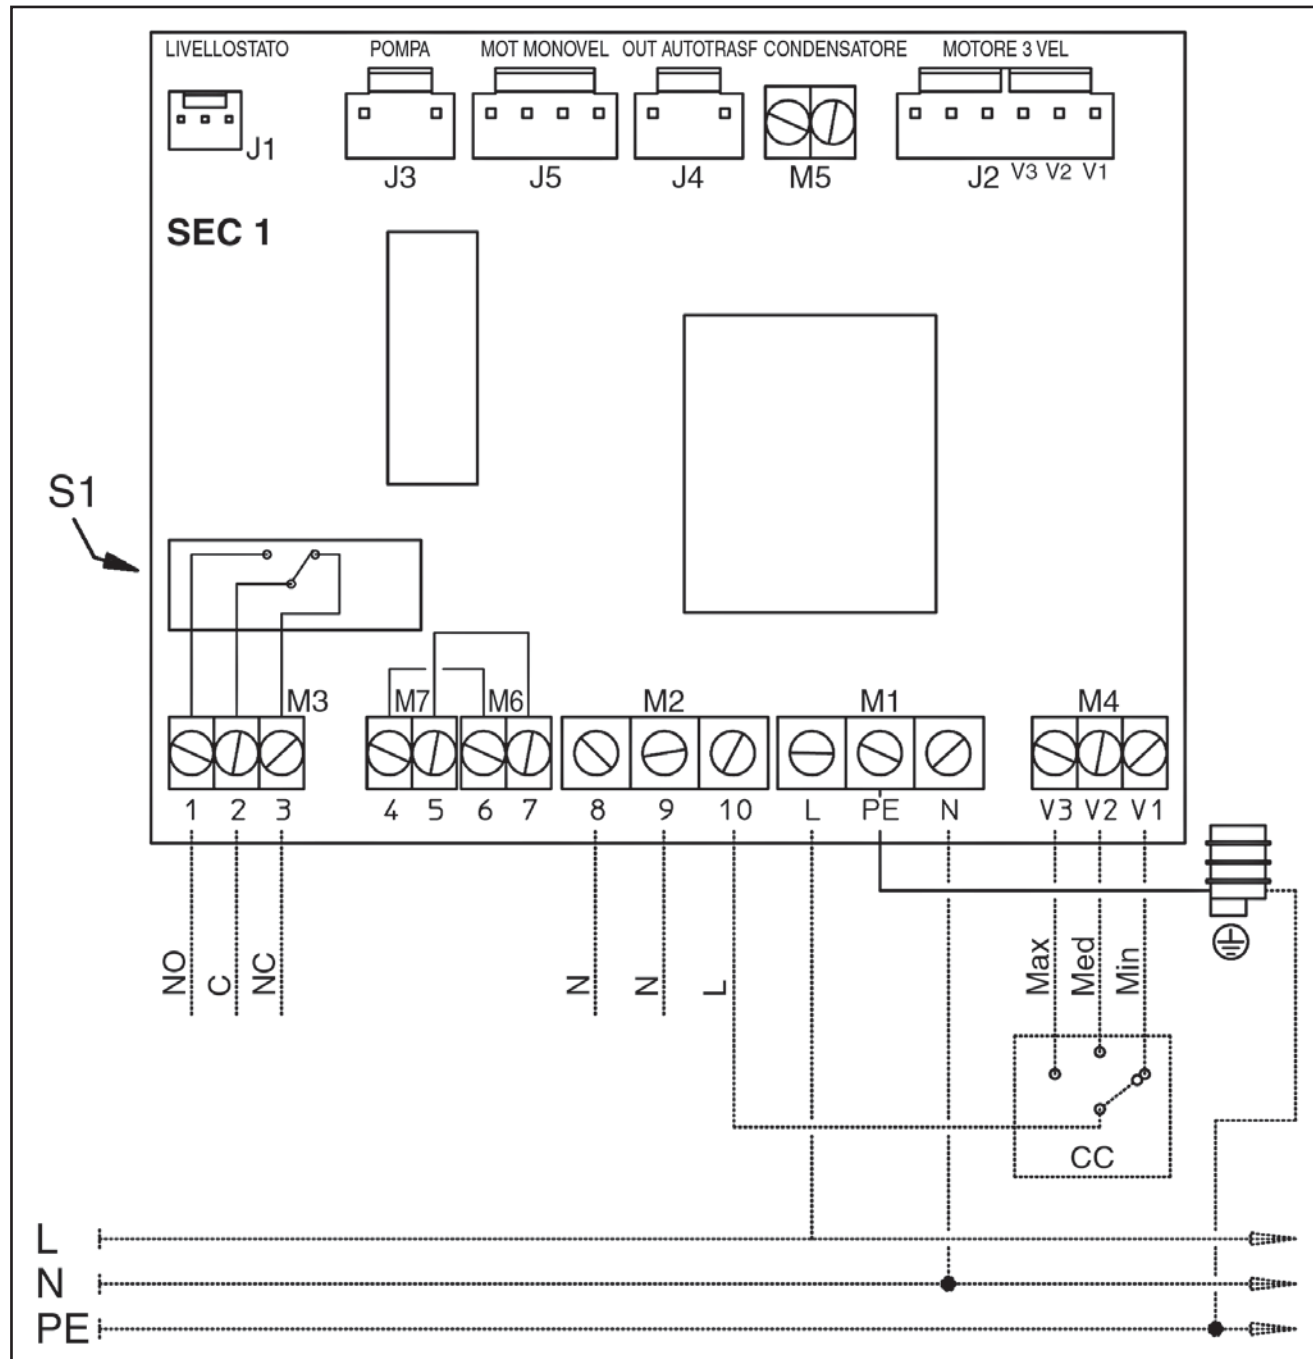 LIVELLOSTATO POMPA MOT MONOVEL OUT AUTOTRASF CONDENSATORE MOTORE 3 VEL
J1 J3 J5 J4 M5 J2 V3 V2 V1
SEC 1
S1
M3 M7 M6 M2 M1 M4
1 2 3 4 5 6 7 8 9 10 L PE N V3 V2 V1
NO C NC N N L Max Med Min
CC
L
N
PE